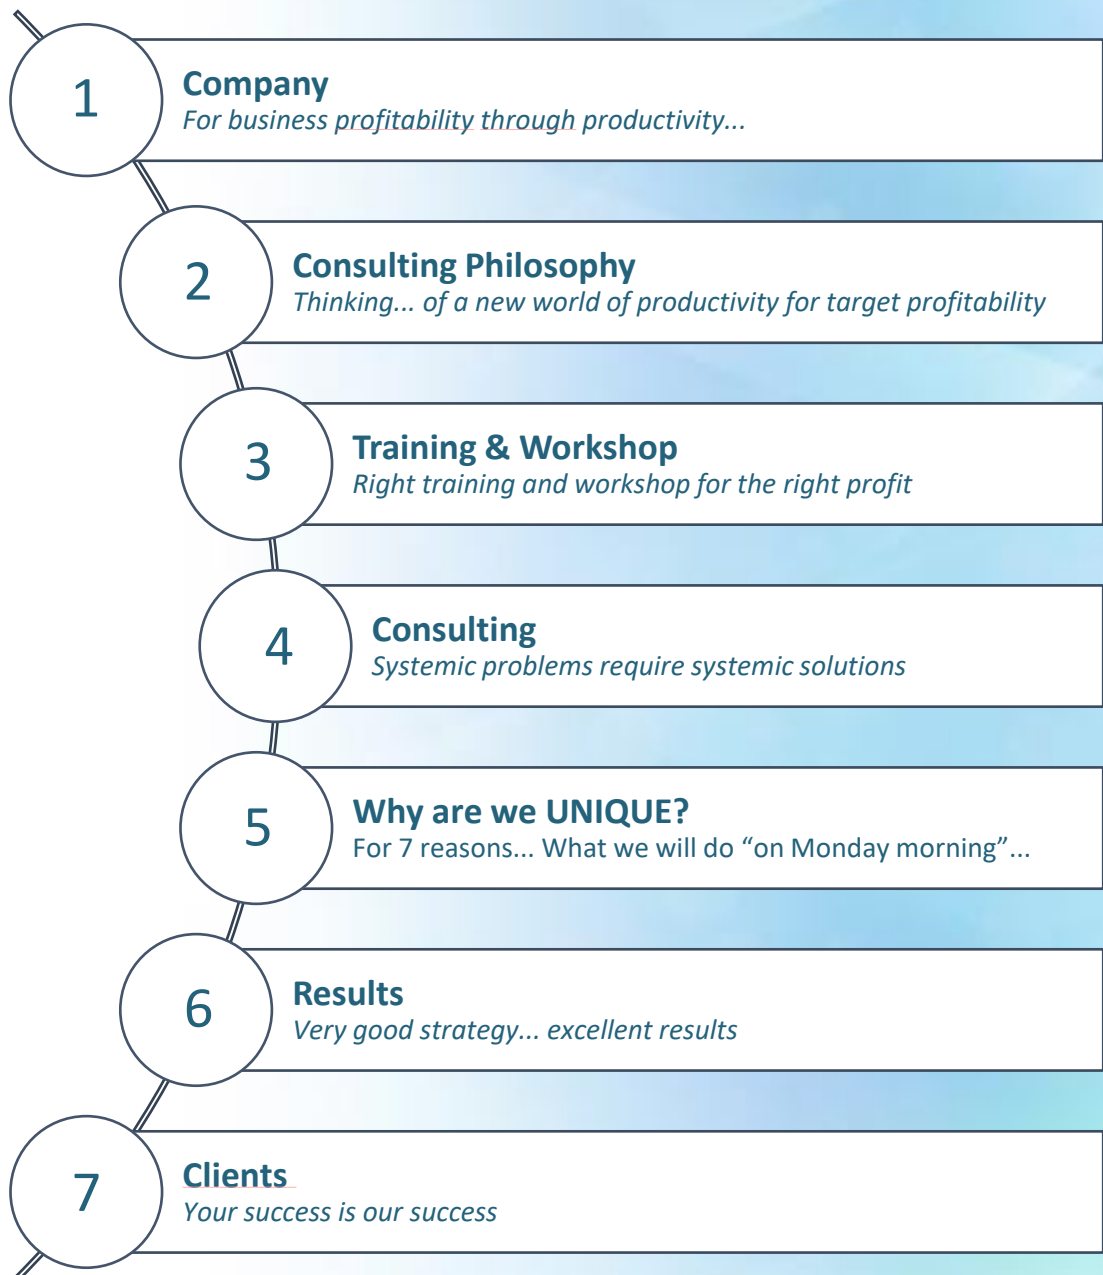 1
Company
For business profitability through productivity...
2
Consulting Philosophy
Thinking... of a new world of productivity for target profitability
3
Training & Workshop
Right training and workshop for the right profit
4
Consulting
Systemic problems require systemic solutions
5
Why are we UNIQUE?
For 7 reasons... What we will do “on Monday morning”...
6
Results
Very good strategy... excellent results
7
Clients
Your success is our success